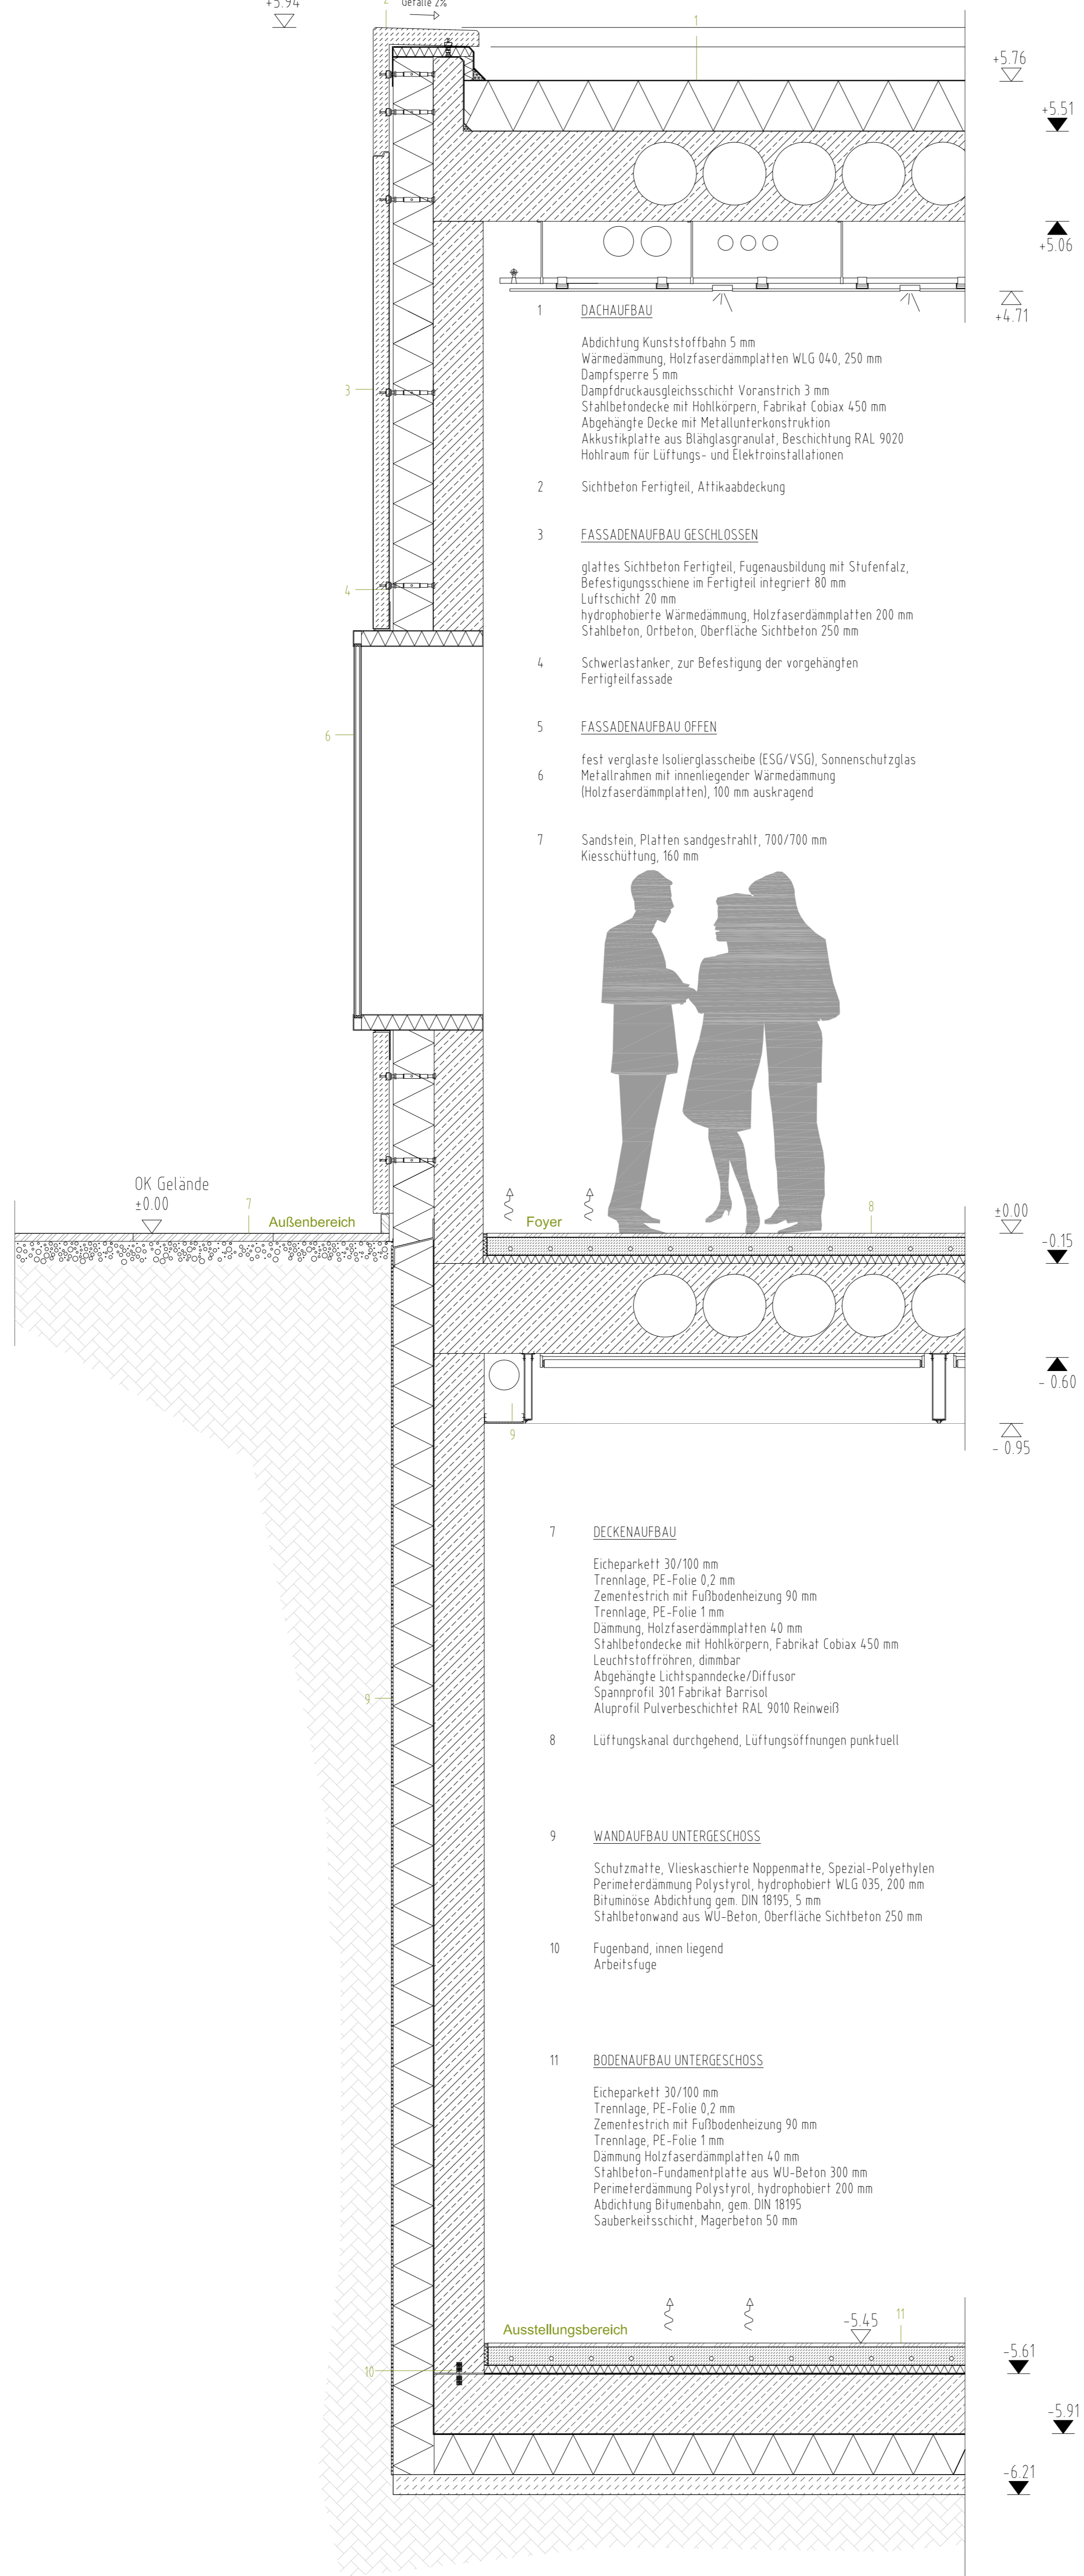 +5.94
2
Gefälle 2%
1
+5.76
+5.51
+5.06
+4.71
1 DACHAUFBAU
Abdichtung Kunststoffbahn 5 mm
Wärmedämmung, Holzfaserdämmplatten WLG 040, 250 mm
Dampfsperre 5 mm
Dampfdruckausgleichsschicht Voranstrich 3 mm
Stahlbetondecke mit Hohlkörpern, Fabrikat Cobiax 450 mm
Abgehängte Decke mit Metallunterkonstruktion
Akkustikplatte aus Blähglasgranulat, Beschichtung RAL 9020
Hohlraum für Lüftungs- und Elektroinstallationen
2 Sichtbeton Fertigteil, Attikaabdeckung
3 FASSADENAUFBAU GESCHLOSSEN
glattes Sichtbeton Fertigteil, Fugenausbildung mit Stufenfalz,
Befestigungsschiene im Fertigteil integriert 80 mm
Luftschicht 20 mm
hydrophobierte Wärmedämmung, Holzfaserdämmplatten 200 mm
Stahlbeton, Ortbeton, Oberfläche Sichtbeton 250 mm
4 Schwerlastanker, zur Befestigung der vorgehängten
Fertigteilfassade
5 FASSADENAUFBAU OFFEN
fest verglaste Isolierglasscheibe (ESG/VSG), Sonnenschutzglas
6 Metallrahmen mit innenliegender Wärmedämmung
(Holzfaserdämmplatten), 100 mm auskragend
7 Sandstein, Platten sandgestrahlt, 700/700 mm
Kiesschüttung, 160 mm
3
4
6
OK Gelände
±0.00
7
Außenbereich
Foyer
8
±0.00
-0.15
- 0.60
- 0.95
9
7 DECKENAUFBAU
Eicheparkett 30/100 mm
Trennlage, PE-Folie 0,2 mm
Zementestrich mit Fußbodenheizung 90 mm
Trennlage, PE-Folie 1 mm
Dämmung, Holzfaserdämmplatten 40 mm
Stahlbetondecke mit Hohlkörpern, Fabrikat Cobiax 450 mm
Leuchtstoffröhren, dimmbar
Abgehängte Lichtspanndecke/Diffusor
Spannprofil 301 Fabrikat Barrisol
Aluprofil Pulverbeschichtet RAL 9010 Reinweiß
8 Lüftungskanal durchgehend, Lüftungsöffnungen punktuell
9
9 WANDAUFBAU UNTERGESCHOSS
Schutzmatte, Vlieskaschierte Noppenmatte, Spezial-Polyethylen
Perimeterdämmung Polystyrol, hydrophobiert WLG 035, 200 mm
Bituminöse Abdichtung gem. DIN 18195, 5 mm
Stahlbetonwand aus WU-Beton, Oberfläche Sichtbeton 250 mm
10 Fugenband, innen liegend
Arbeitsfuge
11 BODENAUFBAU UNTERGESCHOSS
Eicheparkett 30/100 mm
Trennlage, PE-Folie 0,2 mm
Zementestrich mit Fußbodenheizung 90 mm
Trennlage, PE-Folie 1 mm
Dämmung Holzfaserdämmplatten 40 mm
Stahlbeton-Fundamentplatte aus WU-Beton 300 mm
Perimeterdämmung Polystyrol, hydrophobiert 200 mm
Abdichtung Bitumenbahn, gem. DIN 18195
Sauberkeitsschicht, Magerbeton 50 mm
Ausstellungsbereich
-5.45
11
10
-5.61
-5.91
-6.21